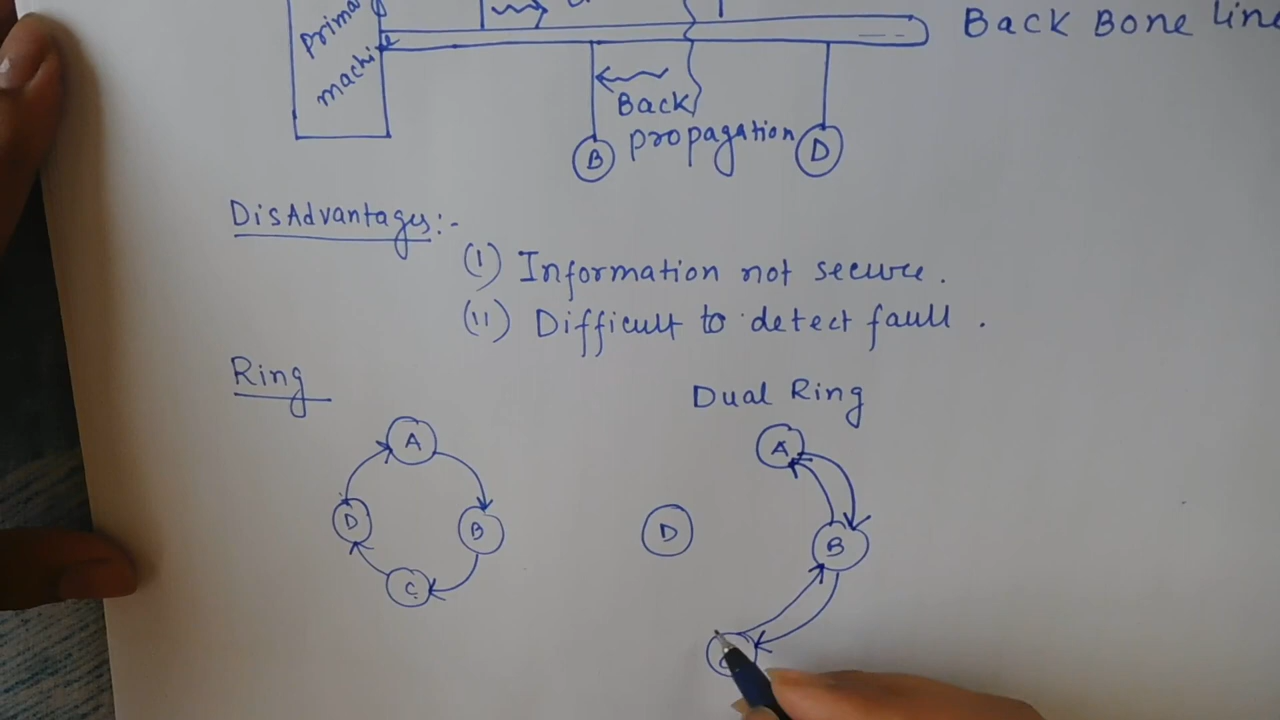 Back Bone line
Back
propagation
B
D
DisAdvantages:-
(I) Information not secure.
(II) Difficult to detect fault.
Ring
Dual Ring
A
D
B
C
A
D
B